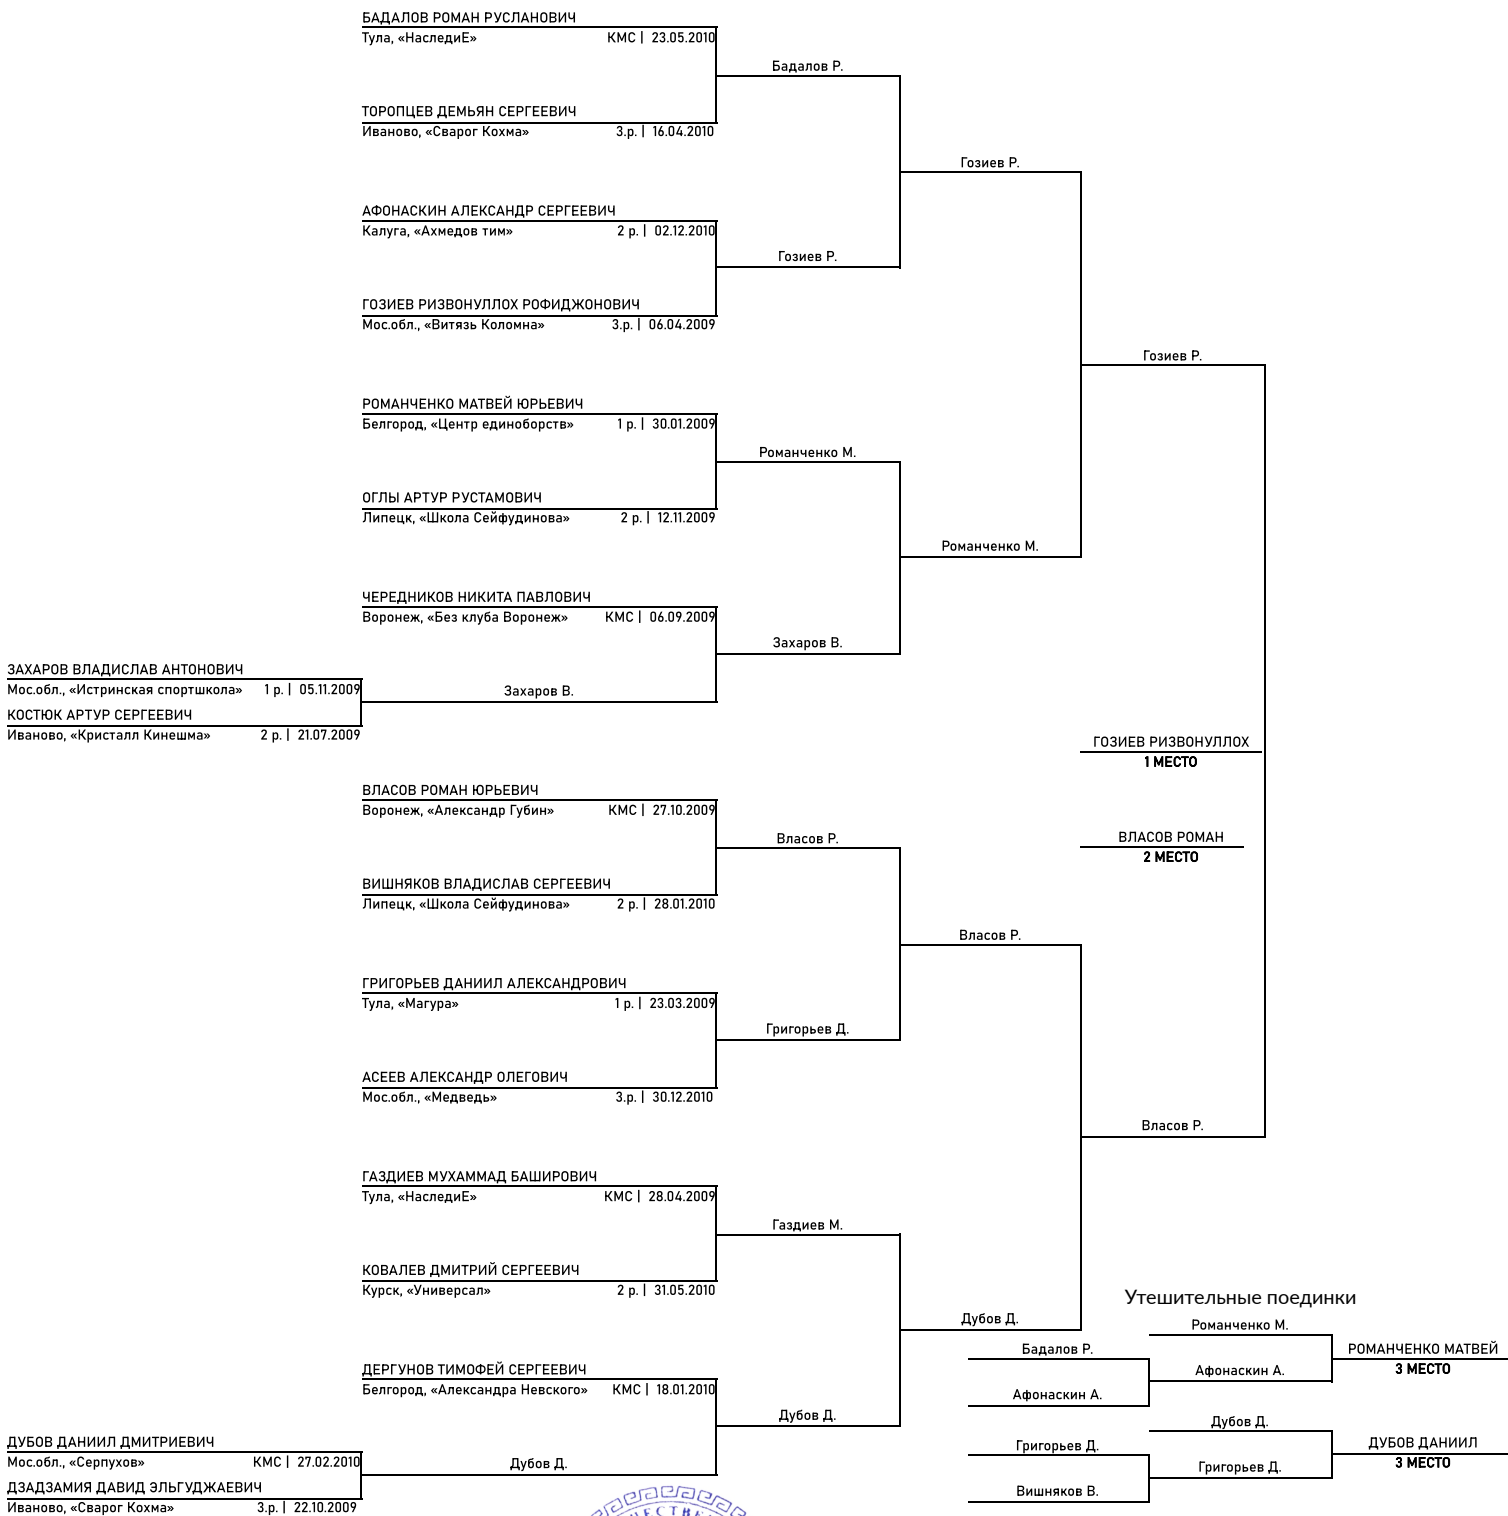 БАДАЛОВ РОМАН РУСЛАНОВИЧ
Тула, «НаследиЕ» КМС | 23.05.2010
Бадалов Р.
ТОРОПЦЕВ ДЕМЬЯН СЕРГЕЕВИЧ
Иваново, «Сварог Кохма» 3.р. | 16.04.2010
Гозиев Р.
АФОНАСКИН АЛЕКСАНДР СЕРГЕЕВИЧ
Калуга, «Ахмедов тим» 2 р. | 02.12.2010
Гозиев Р.
ГОЗИЕВ РИЗВОНУЛЛОХ РОФИДЖОНОВИЧ
Мос.обл., «Витязь Коломна» 3.р. | 06.04.2009
Гозиев Р.
РОМАНЧЕНКО МАТВЕЙ ЮРЬЕВИЧ
Белгород, «Центр единоборств» 1 р. | 30.01.2009
Романченко М.
ОГЛЫ АРТУР РУСТАМОВИЧ
Липецк, «Школа Сейфудинова» 2 р. | 12.11.2009
Романченко М.
ЧЕРЕДНИКОВ НИКИТА ПАВЛОВИЧ
Воронеж, «Без клуба Воронеж» КМС | 06.09.2009
Захаров В.
ЗАХАРОВ ВЛАДИСЛАВ АНТОНОВИЧ
Мос.обл., «Истринская спортшкола» 1 р. | 05.11.2009
Захаров В.
КОСТЮК АРТУР СЕРГЕЕВИЧ
Иваново, «Кристалл Кинешма» 2 р. | 21.07.2009
ГОЗИЕВ РИЗВОНУЛЛОХ
1 МЕСТО
ВЛАСОВ РОМАН ЮРЬЕВИЧ
Воронеж, «Александр Губин» КМС | 27.10.2009
Власов Р.
ВЛАСОВ РОМАН
2 МЕСТО
ВИШНЯКОВ ВЛАДИСЛАВ СЕРГЕЕВИЧ
Липецк, «Школа Сейфудинова» 2 р. | 28.01.2010
Власов Р.
ГРИГОРЬЕВ ДАНИИЛ АЛЕКСАНДРОВИЧ
Тула, «Магура» 1 р. | 23.03.2009
Григорьев Д.
АСЕЕВ АЛЕКСАНДР ОЛЕГОВИЧ
Мос.обл., «Медведь» 3.р. | 30.12.2010
Власов Р.
ГАЗДИЕВ МУХАММАД БАШИРОВИЧ
Тула, «НаследиЕ» КМС | 28.04.2009
Газдиев М.
КОВАЛЕВ ДМИТРИЙ СЕРГЕЕВИЧ
Курск, «Универсал» 2 р. | 31.05.2010
Дубов Д.
ДЕРГУНОВ ТИМОФЕЙ СЕРГЕЕВИЧ
Белгород, «Александра Невского» КМС | 18.01.2010
Дубов Д.
ДУБОВ ДАНИИЛ ДМИТРИЕВИЧ
Мос.обл., «Серпухов» КМС | 27.02.2010
Дубов Д.
ДЗАДЗАМИЯ ДАВИД ЭЛЬГУДЖАЕВИЧ
Иваново, «Сварог Кохма» 3.р. | 22.10.2009
Утешительные поединки
Романченко М.
Бадалов Р.
РОМАНЧЕНКО МАТВЕЙ
3 МЕСТО
Афонаскин А.
Афонаскин А.
Дубов Д.
Григорьев Д.
ДУБОВ ДАНИИЛ
3 МЕСТО
Григорьев Д.
Вишняков В.